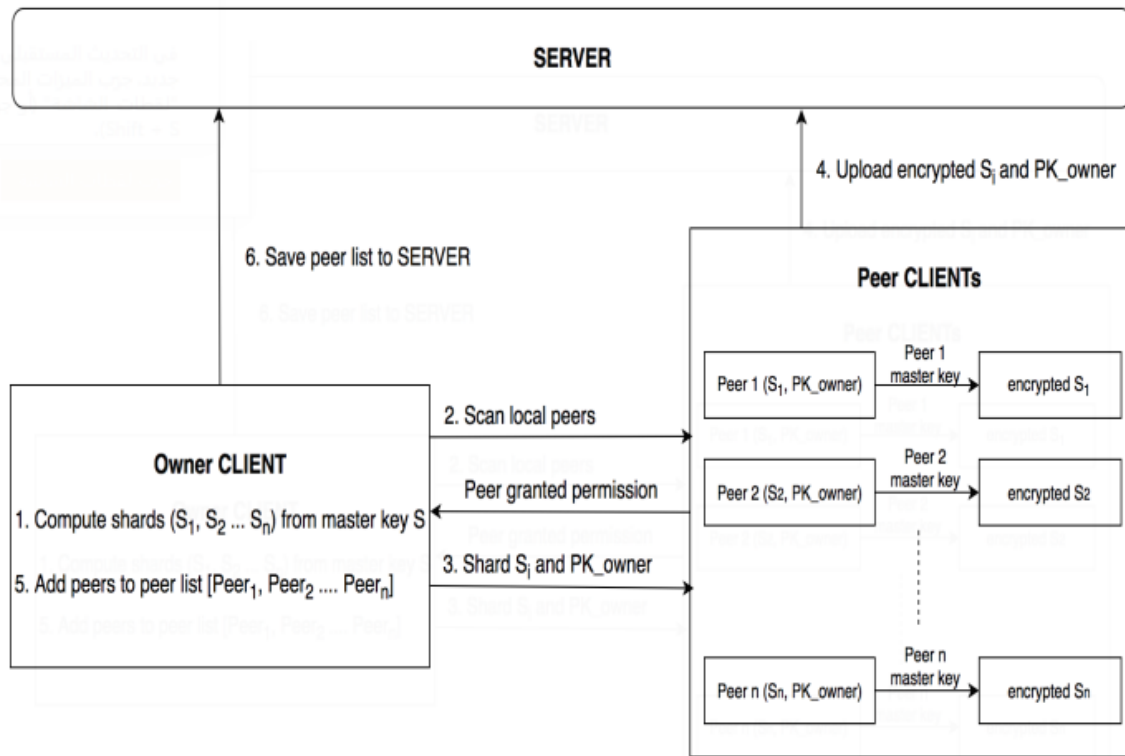 SERVER
4. Upload encrypted Si and PK_owner
6. Save peer list to SERVER
Peer CLIENTs
Peer 1
master key
Peer 1 (S1, PK_owner)
encrypted S1
2. Scan local peers
Owner CLIENT
Peer 2
master key
Peer granted permission
Peer 2 (S2, PK_owner)
encrypted S2
1. Compute shards (S1, S2 ... Sn) from master key S
3. Shard Si and PK_owner
5. Add peers to peer list [Peer1, Peer2 .... Peern]
Peer n
master key
Peer n (Sn, PK_owner)
encrypted Sn